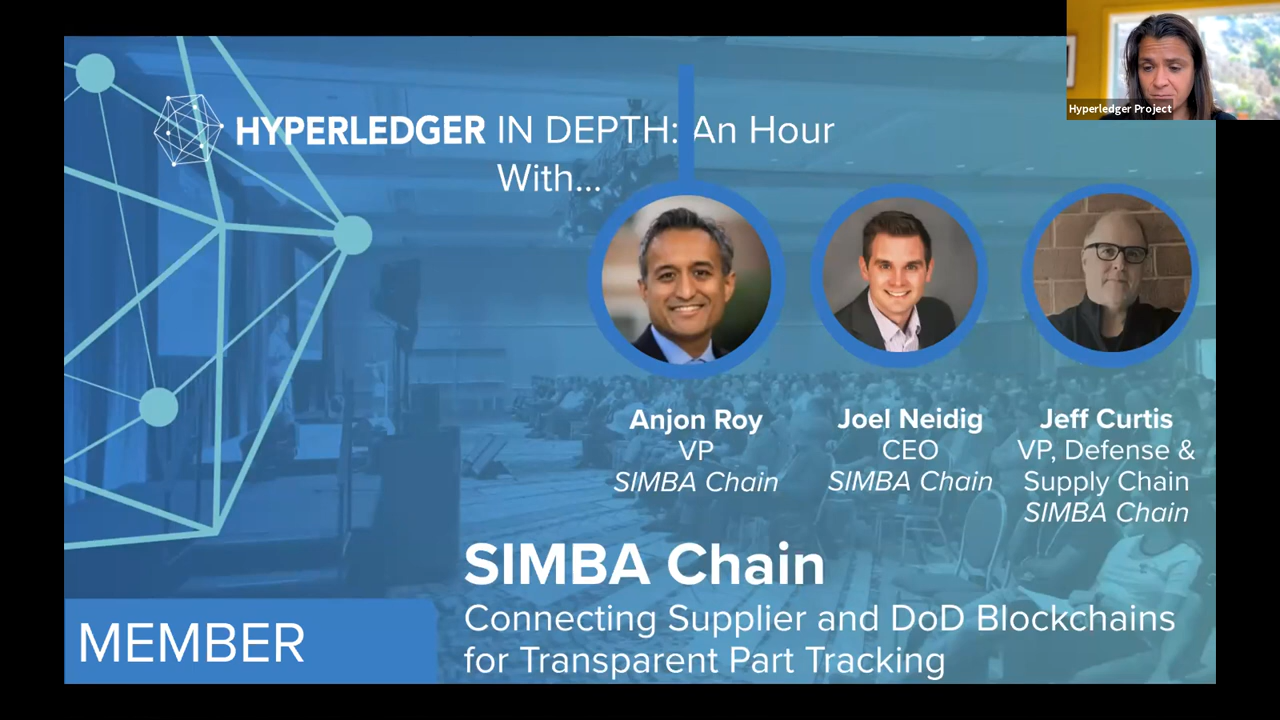 Hyperledger Project
HYPERLEDGER IN DEPTH: An Hour
With...
Anjon Roy
VP
SIMBA Chain
Joel Neidig
CEO
SIMBA Chain
Jeff Curtis
VP, Defense &
Supply Chain
SIMBA Chain
SIMBA Chain
Connecting Supplier and DoD Blockchains
for Transparent Part Tracking
MEMBER